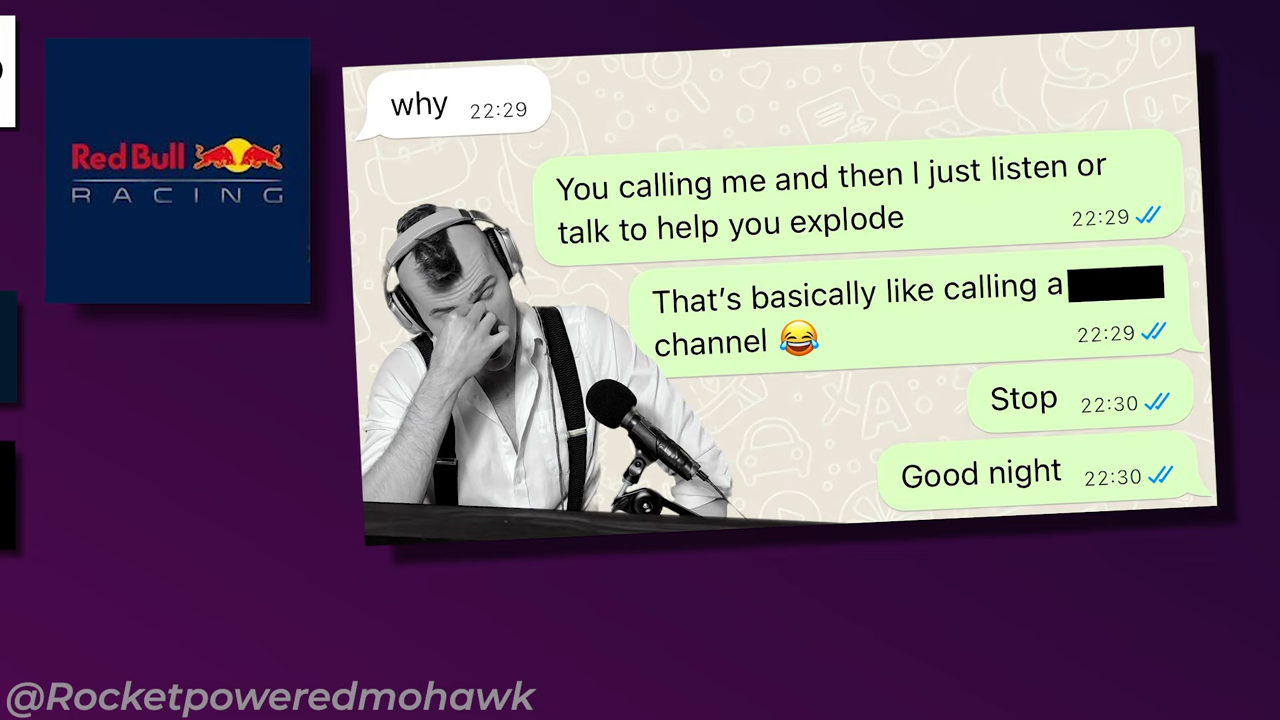 Red Bull
RACING
why 22:29
You calling me and then I just listen or
talk to help you explode 22:29
That's basically like calling a
channel 😂 22:29
Stop 22:30
Good night 22:30
@Rocketpoweredmohawk